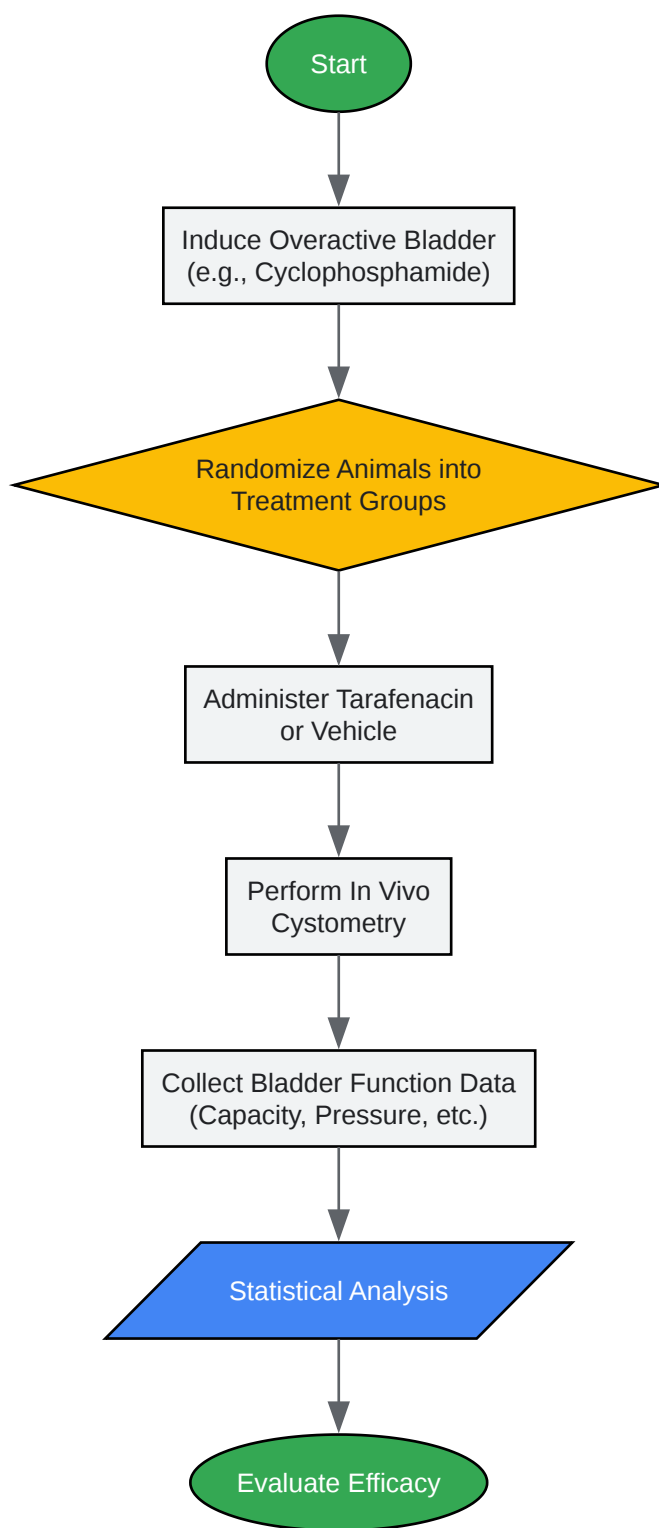 Start
Induce Overactive Bladder
(e.g., Cyclophosphamide)
Randomize Animals into
Treatment Groups
Administer Tarafenacin
or Vehicle
Perform In Vivo
Cystometry
Collect Bladder Function Data
(Capacity, Pressure, etc.)
Statistical Analysis
Evaluate Efficacy